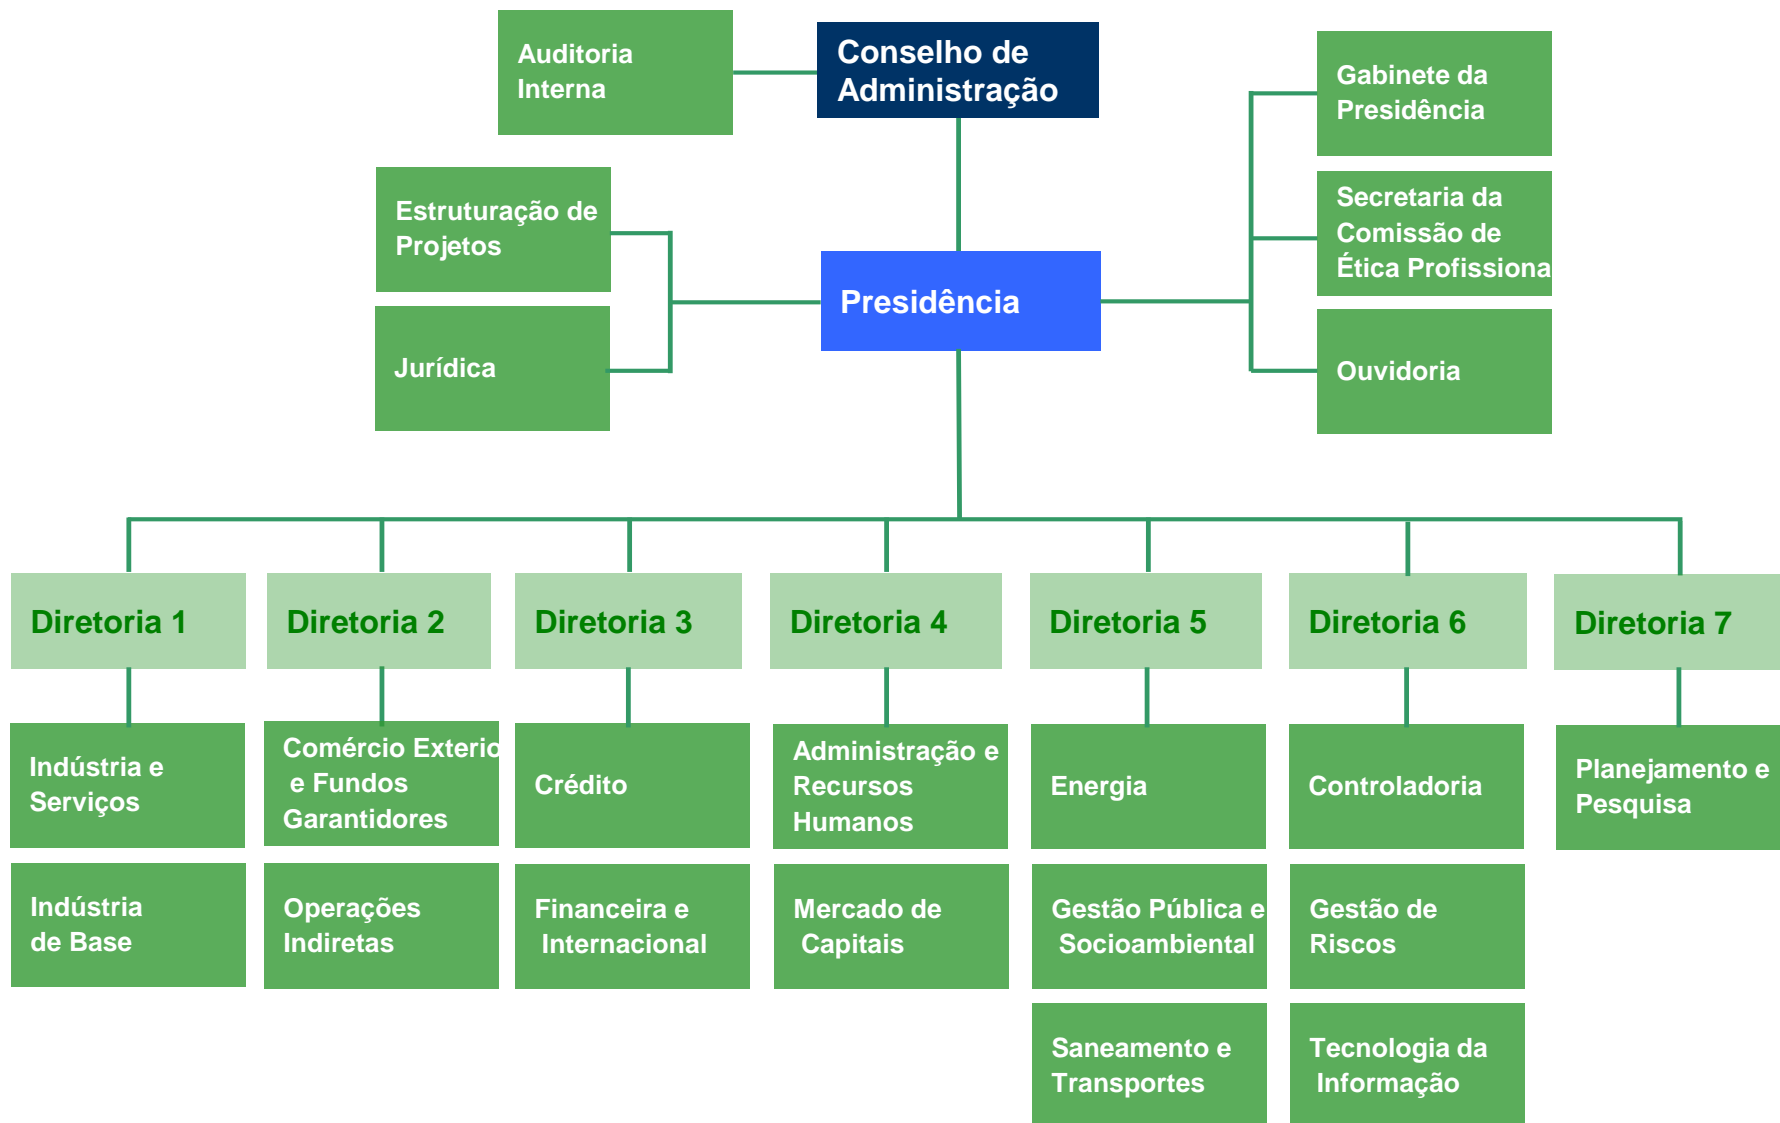 Auditoria
Interna
Conselho de
Administração
Gabinete da
Presidência
Estruturação de
Projetos
Secretaria da
Comissão de
Ética Profissiona
Presidência
Jurídica
Ouvidoria
Diretoria 1
Diretoria 2
Diretoria 3
Diretoria 4
Diretoria 5
Diretoria 6
Diretoria 7
Indústria e
Serviços
Comércio Exterio
e Fundos
Garantidores
Crédito
Administração e
Recursos
Humanos
Energia
Controladoria
Planejamento e
Pesquisa
Indústria
de Base
Operações
Indiretas
Financeira e
Internacional
Mercado de
Capitais
Gestão Pública e
Socioambiental
Gestão de
Riscos
Saneamento e
Transportes
Tecnologia da
Informação